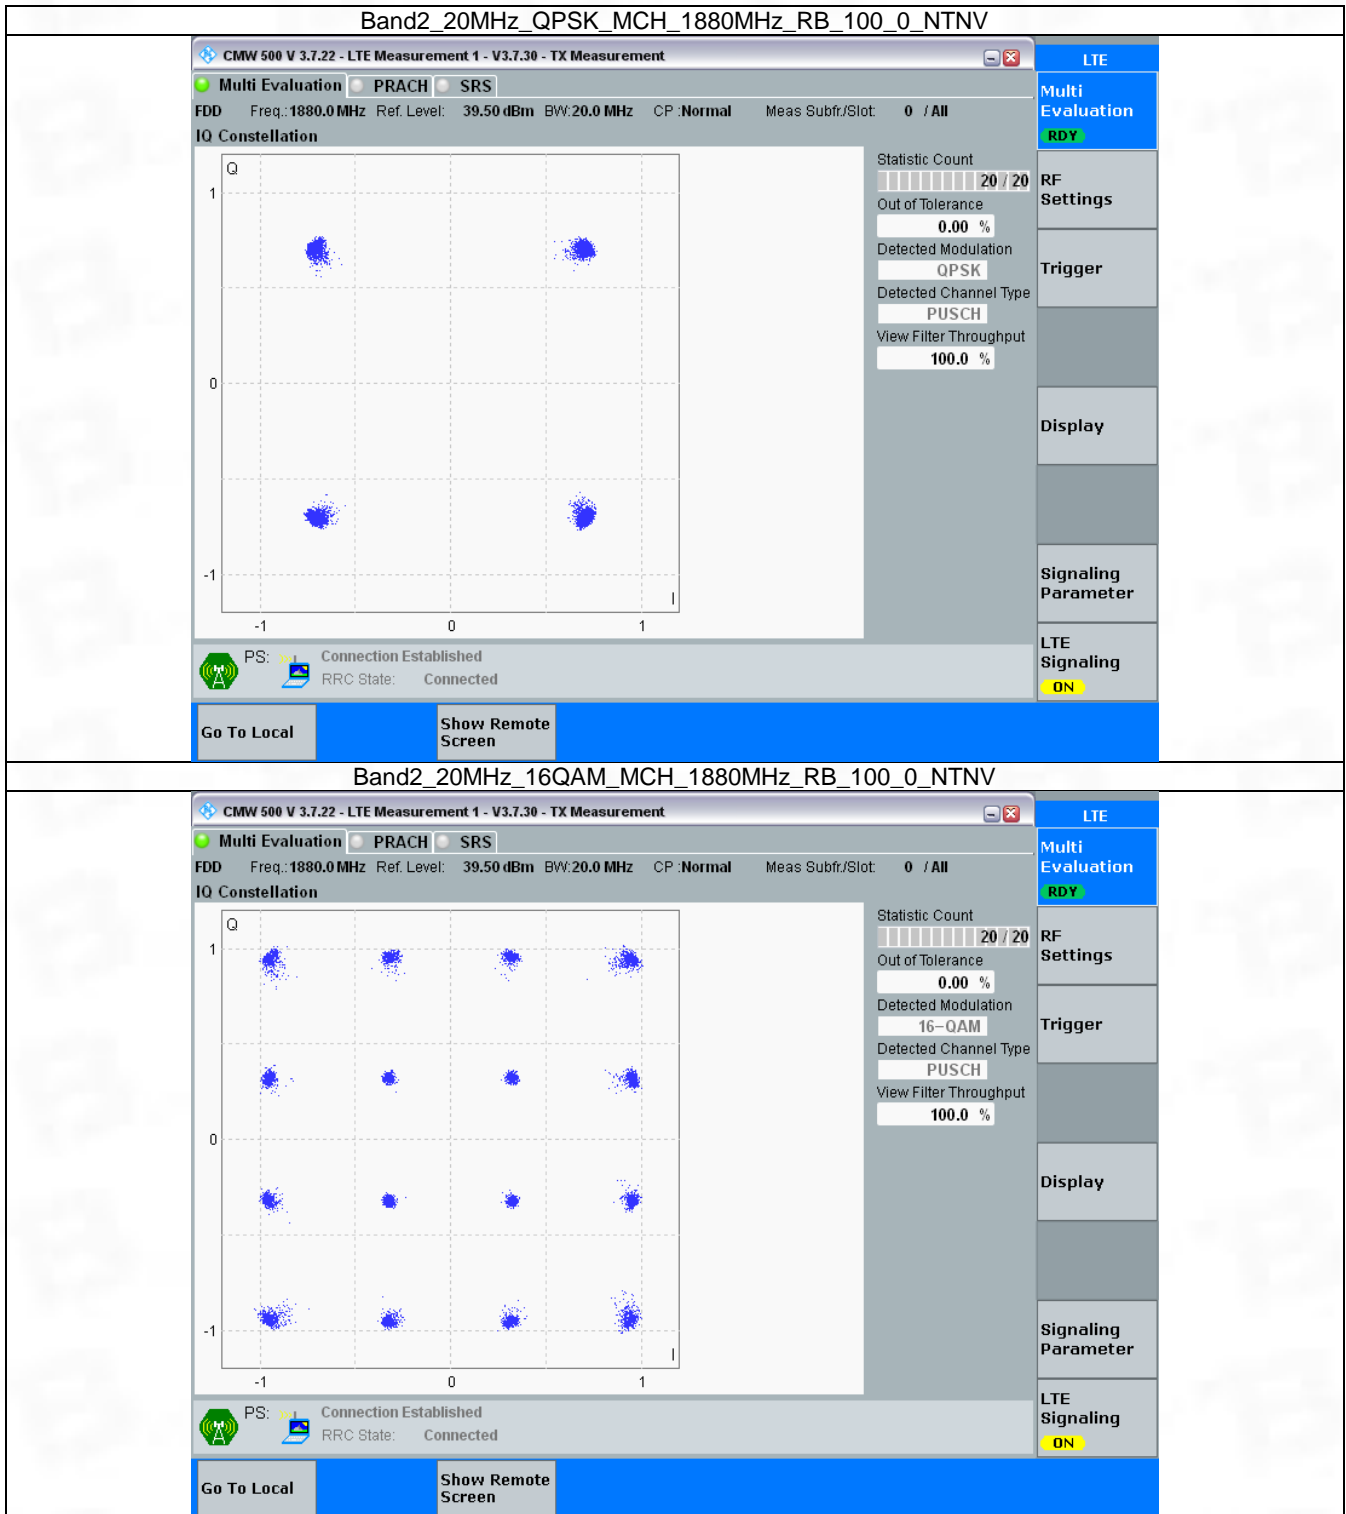 Band2_20MHz_QPSK_MCH_1880MHz_RB_100_0_NTNV
CMW 500 V 3.7.22 - LTE Measurement 1 - V3.7.30 - TX Measurement
LTE
Multi Evaluation PRACH SRS
Multi
Evaluation
RDY
FDD Freq.: 1880.0 MHz Ref. Level: 39.50 dBm BW: 20.0 MHz CP : Normal Meas Subfr./Slot: 0 / All
IQ Constellation
Q
1
0
-1
I
-1 0 1
Statistic Count
20 / 20
Out of Tolerance
0.00 %
Detected Modulation
QPSK
Detected Channel Type
PUSCH
View Filter Throughput
100.0 %
RF
Settings
Trigger
Display
Signaling
Parameter
LTE
Signaling
ON
PS: Connection Established
RRC State: Connected
Go To Local
Show Remote
Screen
Band2_20MHz_16QAM_MCH_1880MHz_RB_100_0_NTNV
CMW 500 V 3.7.22 - LTE Measurement 1 - V3.7.30 - TX Measurement
LTE
Multi Evaluation PRACH SRS
Multi
Evaluation
RDY
FDD Freq.: 1880.0 MHz Ref. Level: 39.50 dBm BW: 20.0 MHz CP : Normal Meas Subfr./Slot: 0 / All
IQ Constellation
Q
1
0
-1
I
-1 0 1
Statistic Count
20 / 20
Out of Tolerance
0.00 %
Detected Modulation
16-QAM
Detected Channel Type
PUSCH
View Filter Throughput
100.0 %
RF
Settings
Trigger
Display
Signaling
Parameter
LTE
Signaling
ON
PS: Connection Established
RRC State: Connected
Go To Local
Show Remote
Screen